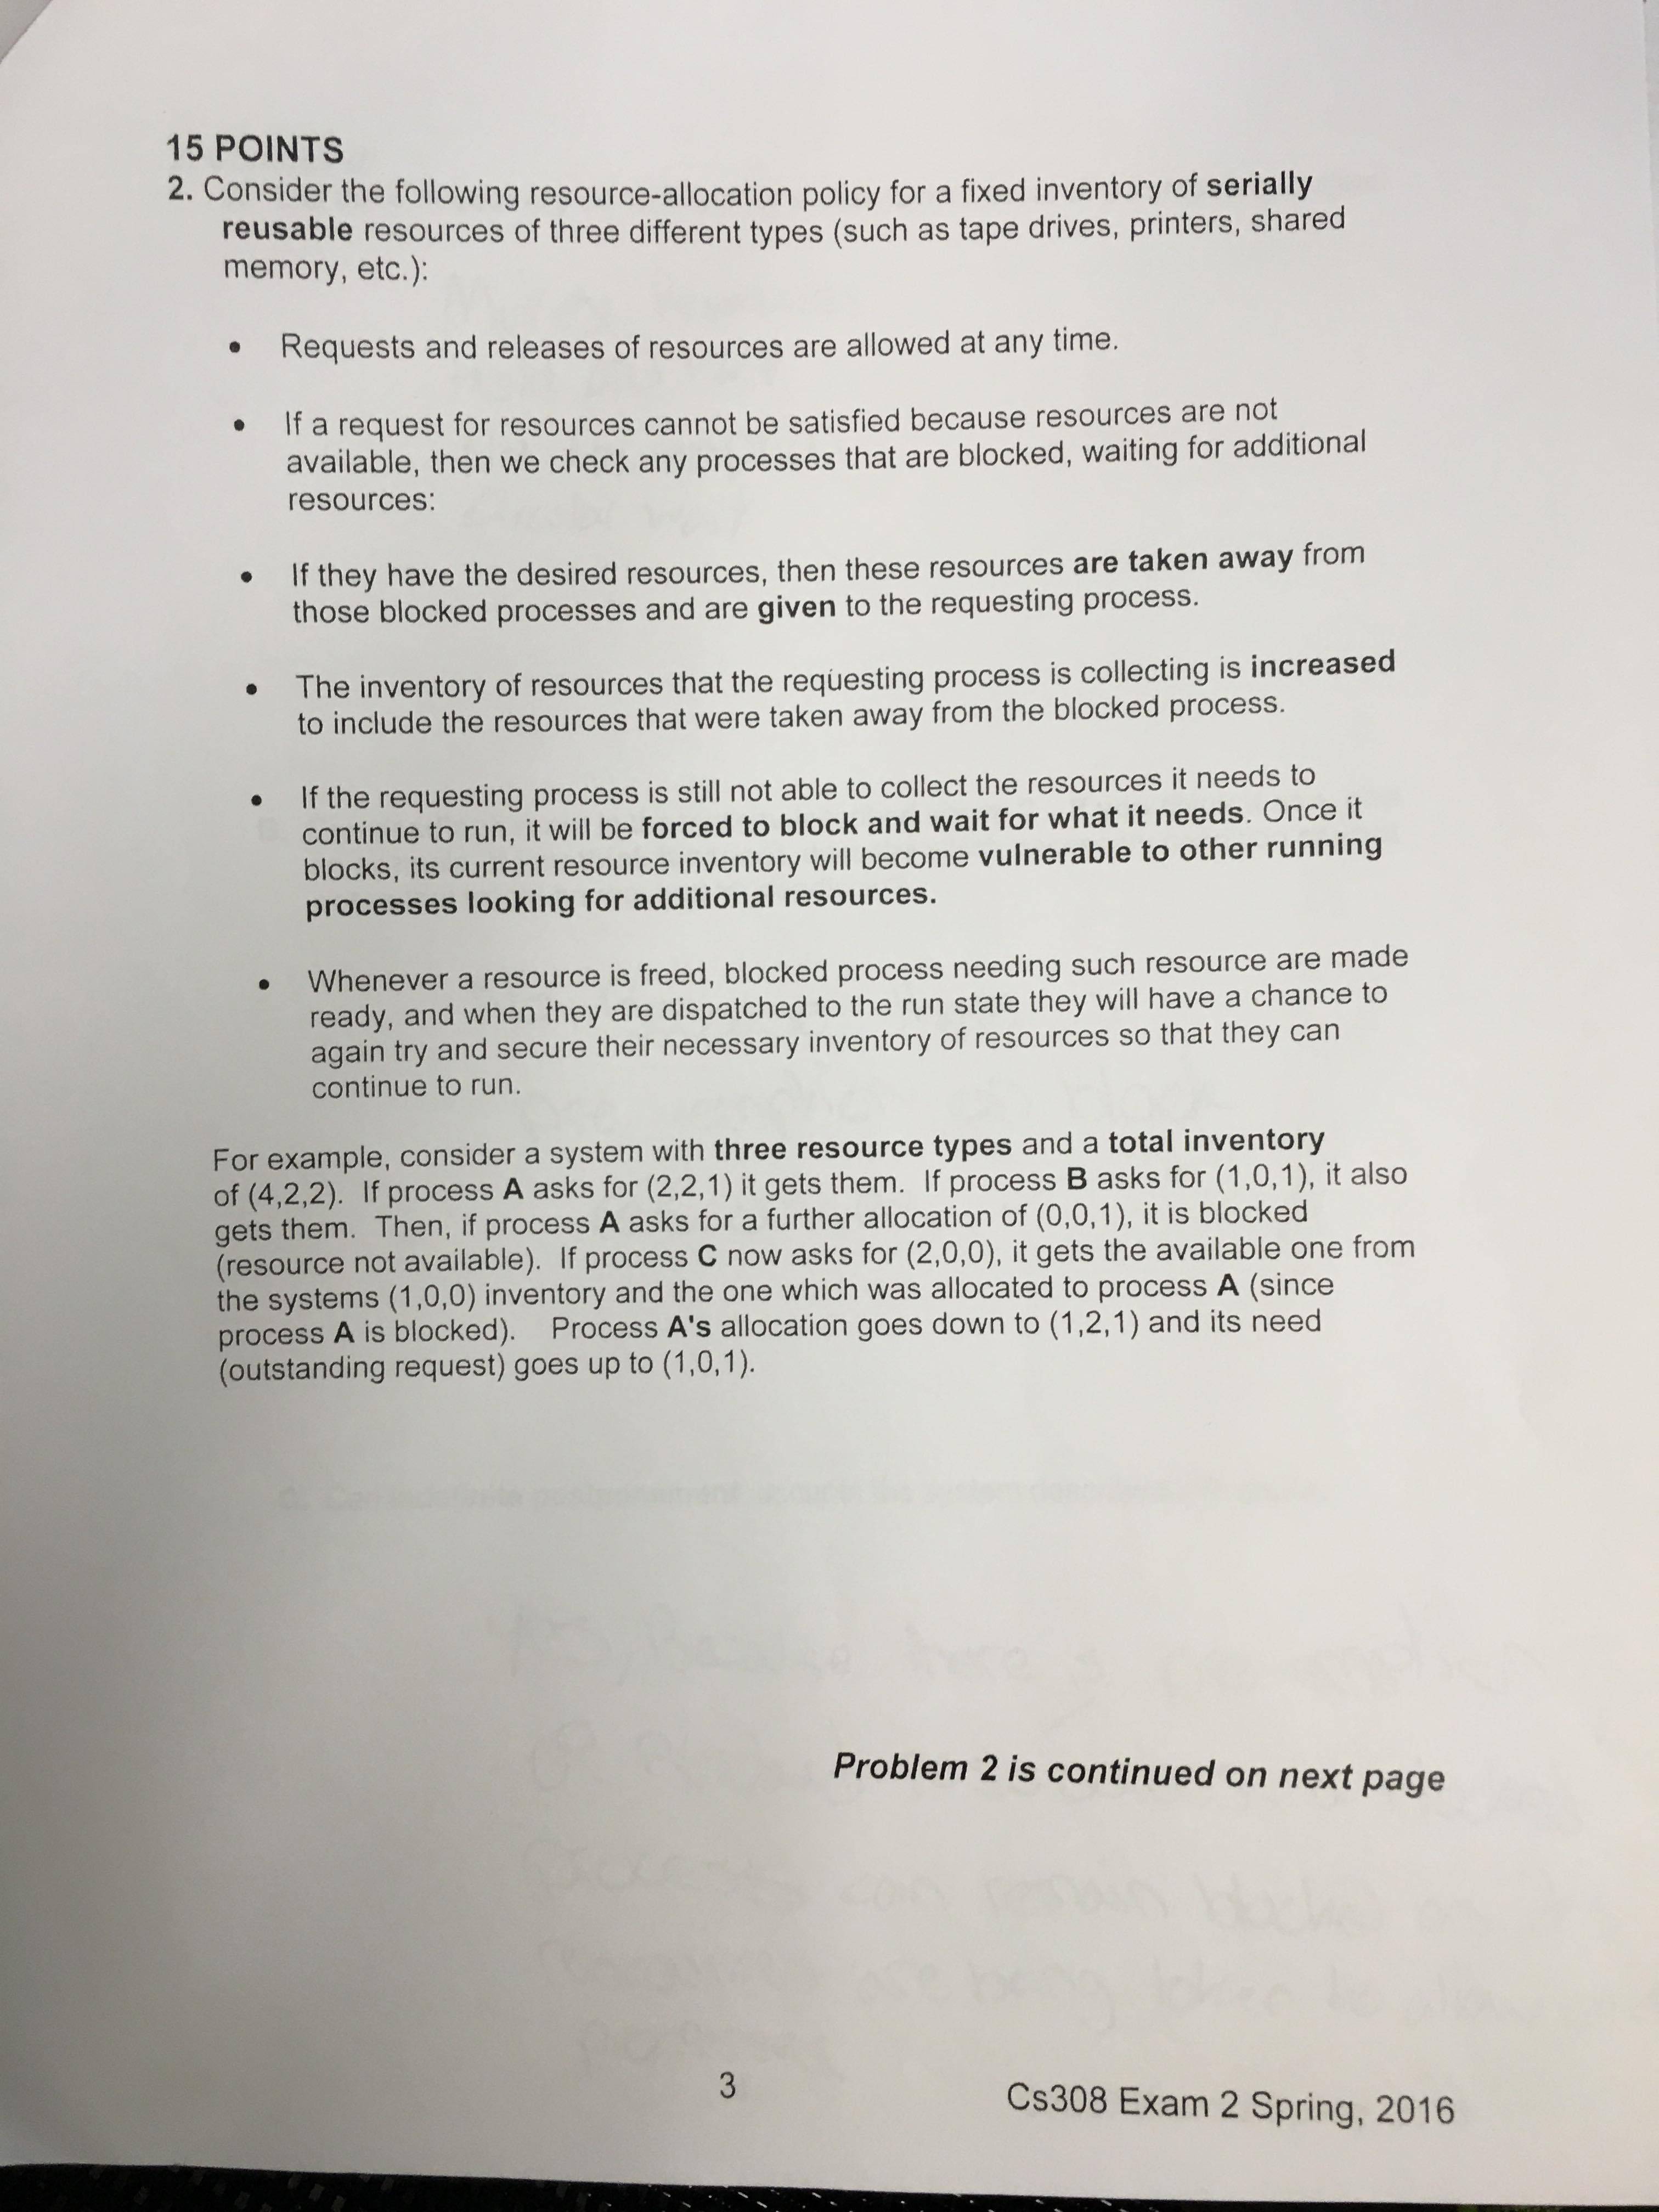 15 POINTS
2. Consider the following resource-allocation policy for a fixed inventory of serially
reusable resources of three different types (such as tape drives, printers, shared
memory, etc.):
• Requests and releases of resources are allowed at any time.
• If a request for resources cannot be satisfied because resources are not
available, then we check any processes that are blocked, waiting for additional
resources:
• If they have the desired resources, then these resources are taken away from
those blocked processes and are given to the requesting process.
• The inventory of resources that the requesting process is collecting is increased
to include the resources that were taken away from the blocked process.
• If the requesting process is still not able to collect the resources it needs to
continue to run, it will be forced to block and wait for what it needs. Once it
blocks, its current resource inventory will become vulnerable to other running
processes looking for additional resources.
• Whenever a resource is freed, blocked process needing such resource are made
ready, and when they are dispatched to the run state they will have a chance to
again try and secure their necessary inventory of resources so that they can
continue to run.
For example, consider a system with three resource types and a total inventory
of (4,2,2). If process A asks for (2,2,1) it gets them. If process B asks for (1,0,1), it also
gets them. Then, if process A asks for a further allocation of (0,0,1), it is blocked
(resource not available). If process C now asks for (2,0,0), it gets the available one from
the systems (1,0,0) inventory and the one which was allocated to process A (since
process A is blocked). Process A's allocation goes down to (1,2,1) and its need
(outstanding request) goes up to (1,0,1).
Problem 2 is continued on next page
3
Cs308 Exam 2 Spring, 2016